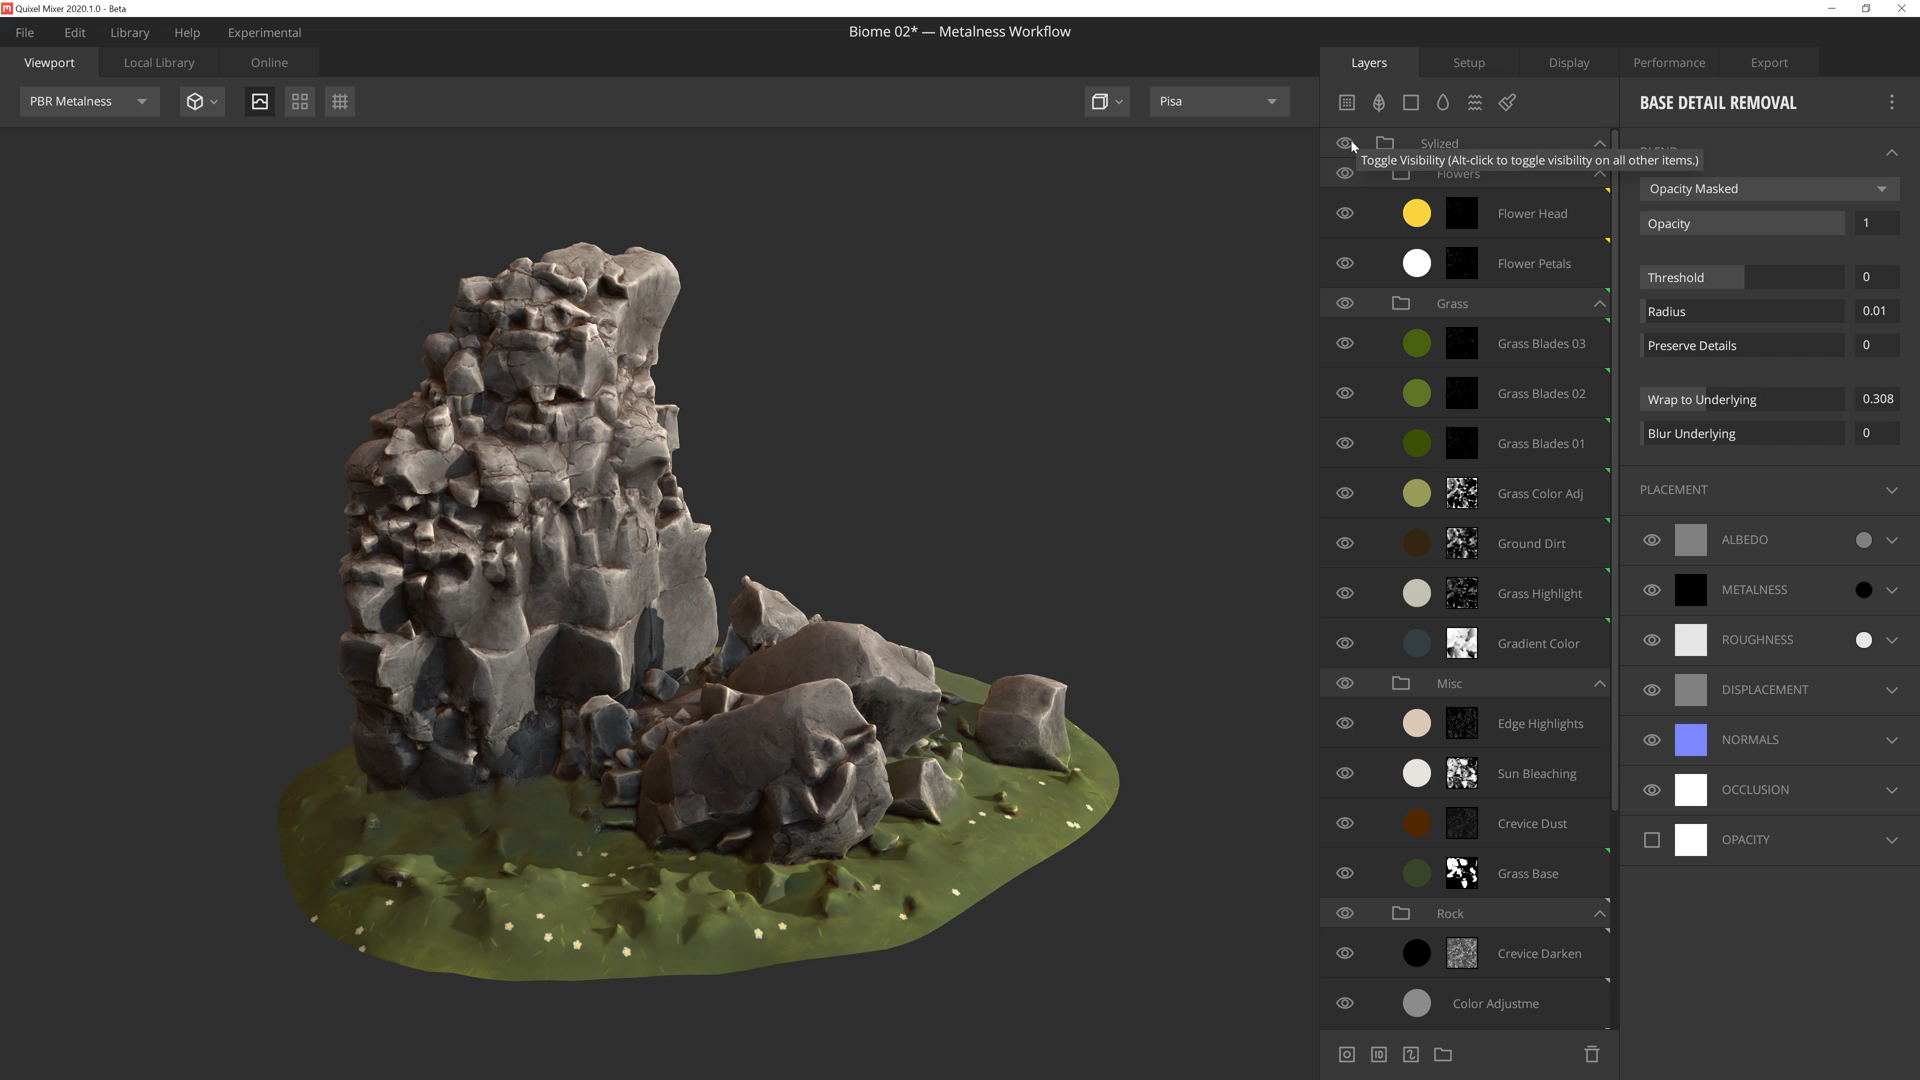 Quixel Mixer 2020.1.0 - Beta
File Edit Library Help Experimental
Biome 02* — Metalness Workflow
Viewport Local Library Online
Layers Setup Display Performance Export
PBR Metalness
Pisa
BASE DETAIL REMOVAL
Sylized
Toggle Visibility (Alt-click to toggle visibility on all other items.)
Flowers
Flower Head
Flower Petals
Grass
Grass Blades 03
Grass Blades 02
Grass Blades 01
Grass Color Adj
Ground Dirt
Grass Highlight
Gradient Color
Misc
Edge Highlights
Sun Bleaching
Crevice Dust
Grass Base
Rock
Crevice Darken
Color Adjustme
Opacity Masked
Opacity 1
Threshold 0
Radius 0.01
Preserve Details 0
Wrap to Underlying 0.308
Blur Underlying 0
PLACEMENT
ALBEDO
METALNESS
ROUGHNESS
DISPLACEMENT
NORMALS
OCCLUSION
OPACITY